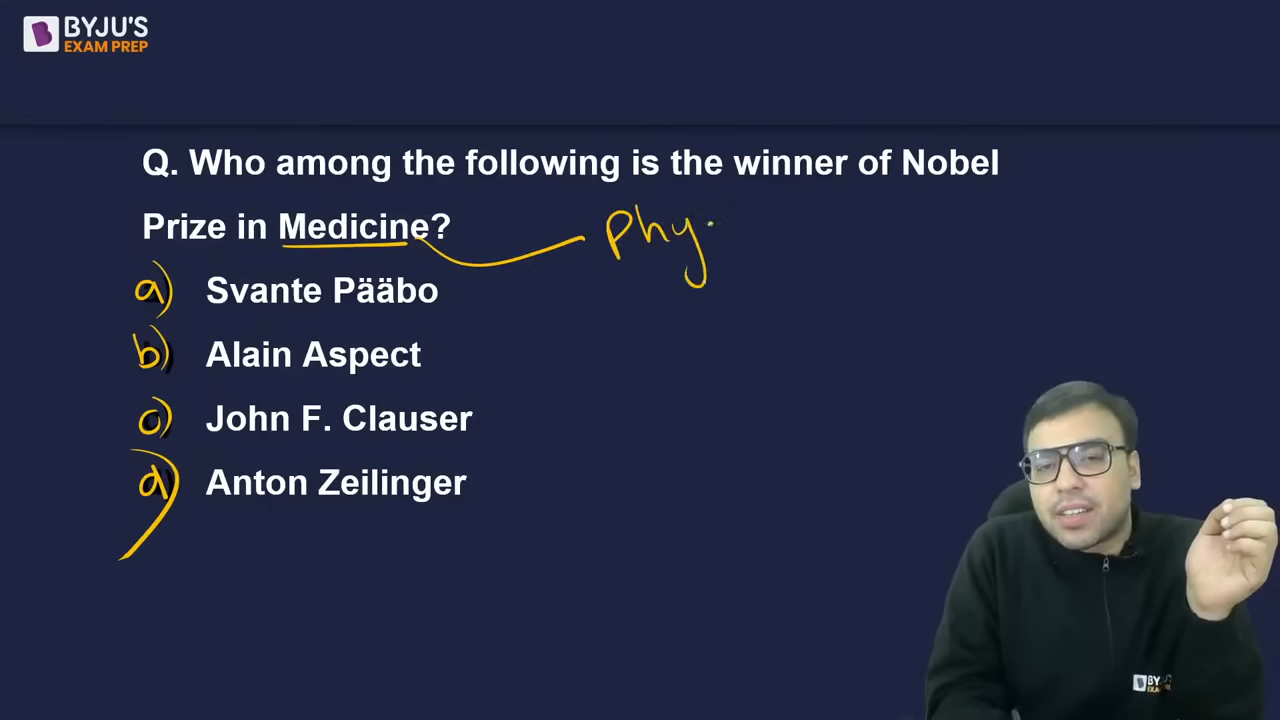 BYJU'S
EXAM PREP
Q. Who among the following is the winner of Nobel
Prize in Medicine? Phy.
a) Svante Pääbo
b) Alain Aspect
c) John F. Clauser
d) Anton Zeilinger